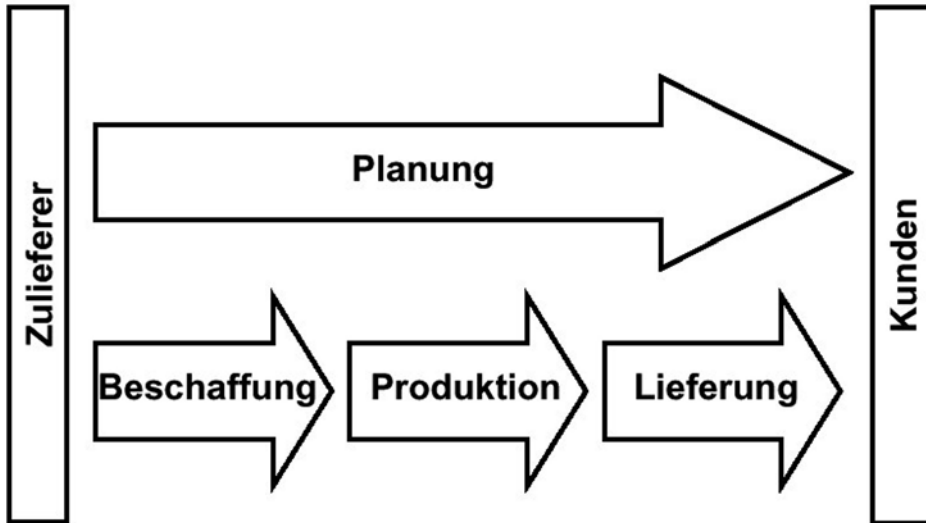 Zulieferer
Planung
Beschaffung
Produktion
Lieferung
Kunden